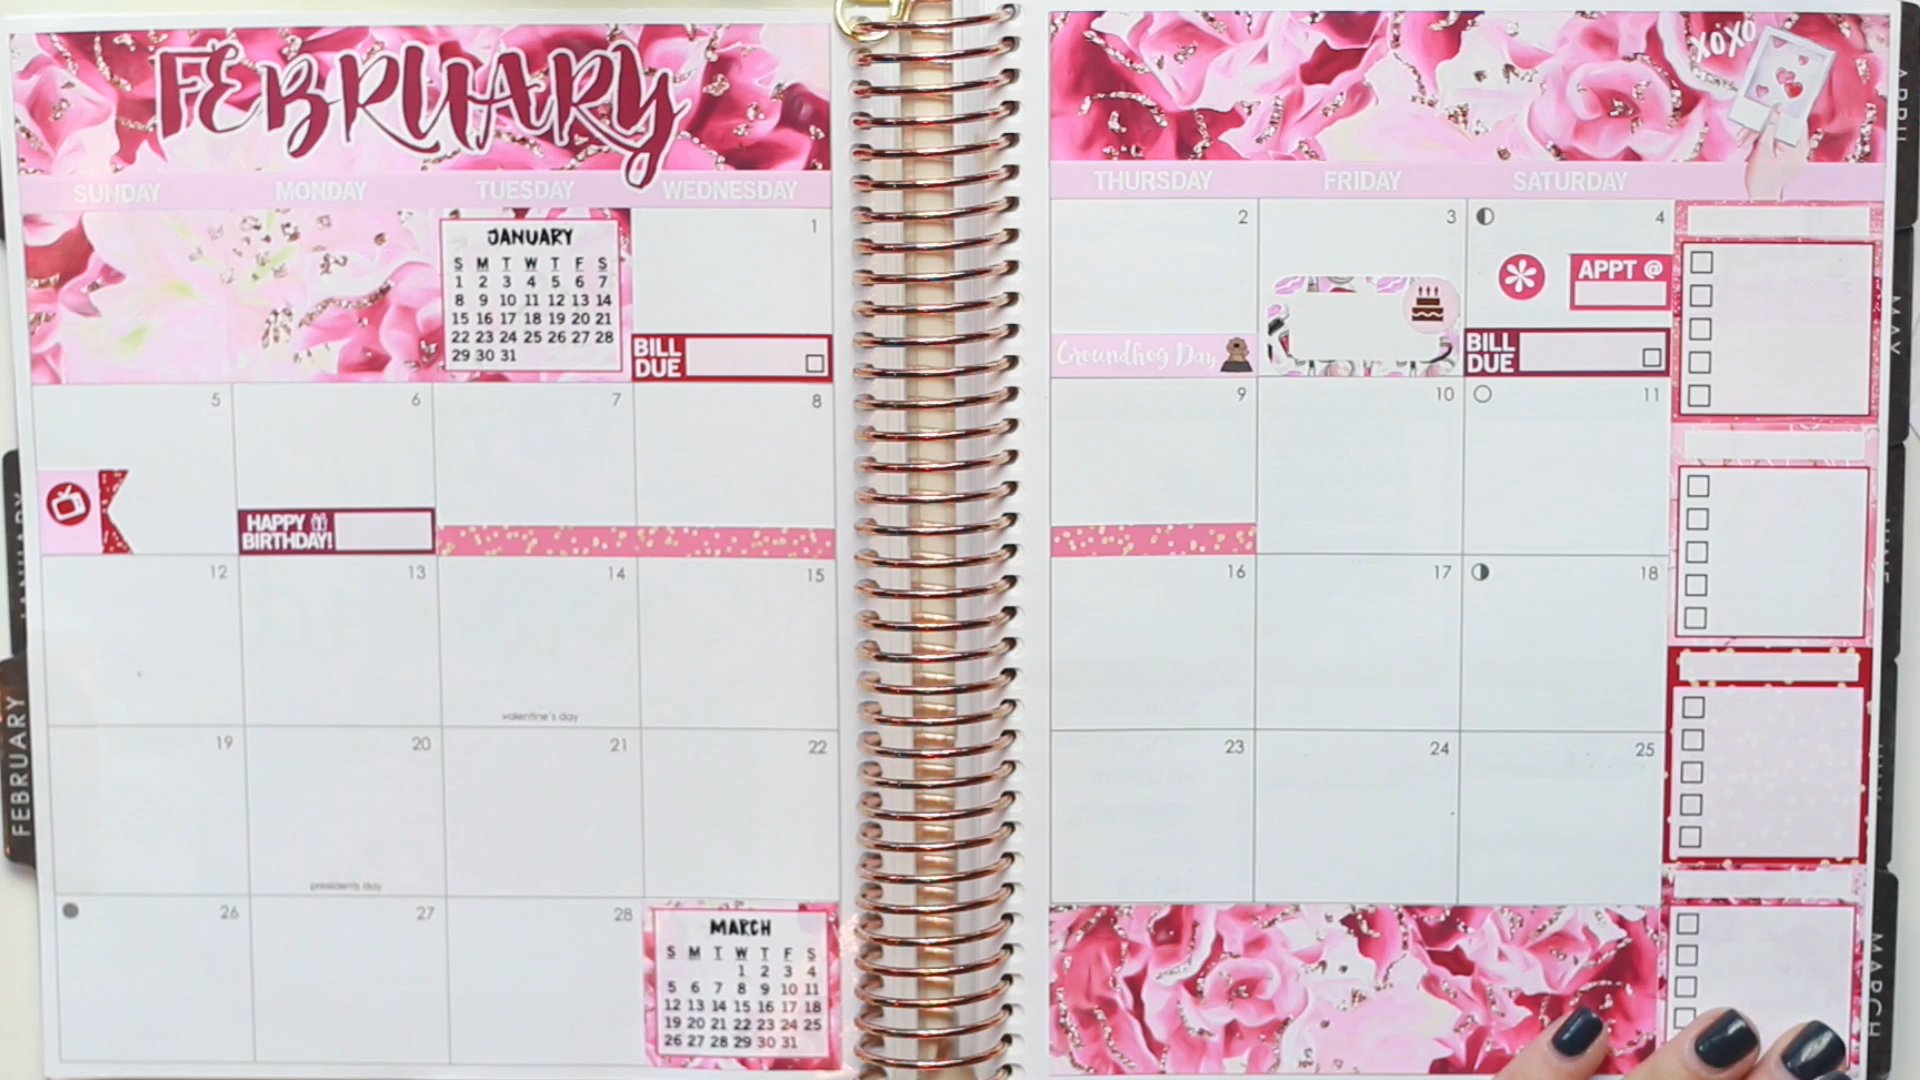 FEBRUARY
XOXO
SUNDAY MONDAY TUESDAY WEDNESDAY
THURSDAY FRIDAY SATURDAY
JANUARY
S M T W T F S
1 2 3 4 5 6 7
8 9 10 11 12 13 14
15 16 17 18 19 20 21
22 23 24 25 26 27 28
29 30 31
1
BILL
DUE
2
Groundhog Day
3
4
APPT @
BILL
DUE
5 6 7 8
HAPPY
BIRTHDAY!
9 10 11
12 13 14 15
valentine's day
16 17 18
19 20 21 22
presidents day
23 24 25
26 27 28
MARCH
S M T W T F S
1 2 3 4
5 6 7 8 9 10 11
12 13 14 15 16 17 18
19 20 21 22 23 24 25
26 27 28 29 30 31
JANUARY
FEBRUARY
APRIL
MAY
JUNE
JULY
MARCH